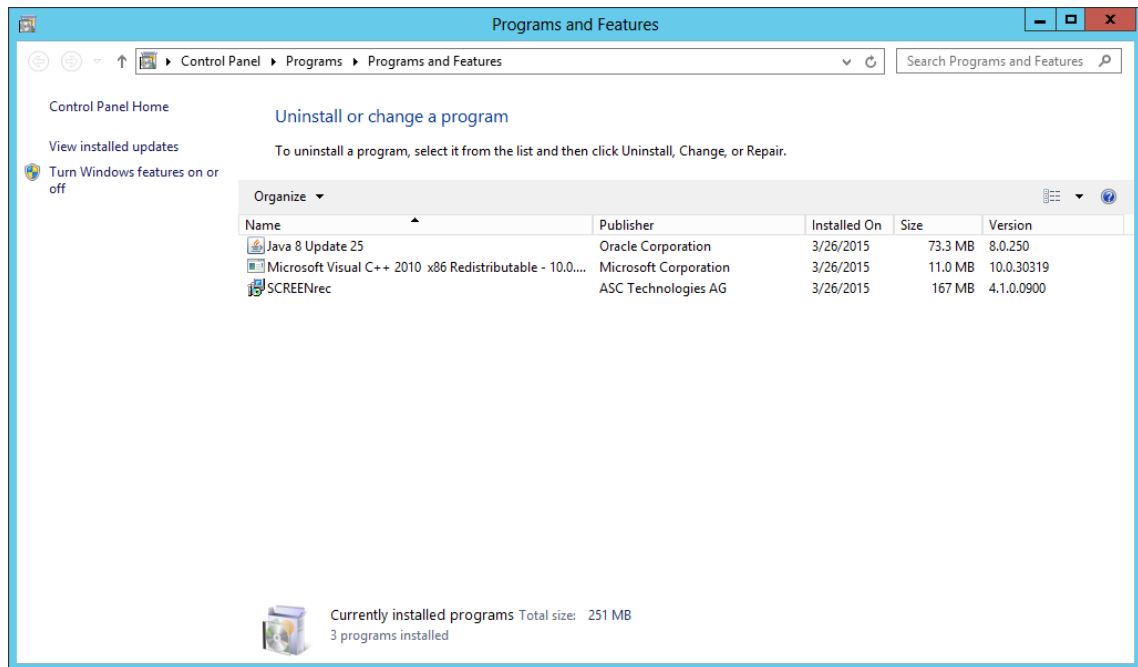 Programs and Features
Control Panel Programs Programs and Features
Search Programs and Features
Control Panel Home
View installed updates
Turn Windows features on or
off
Uninstall or change a program
To uninstall a program, select it from the list and then click Uninstall, Change, or Repair.
Organize
Name Publisher Installed On Size Version
Java 8 Update 25 Oracle Corporation 3/26/2015 73.3 MB 8.0.250
Microsoft Visual C++ 2010 x86 Redistributable - 10.0.... Microsoft Corporation 3/26/2015 11.0 MB 10.0.30319
SCREENrec ASC Technologies AG 3/26/2015 167 MB 4.1.0.0900
Currently installed programs Total size: 251 MB
3 programs installed